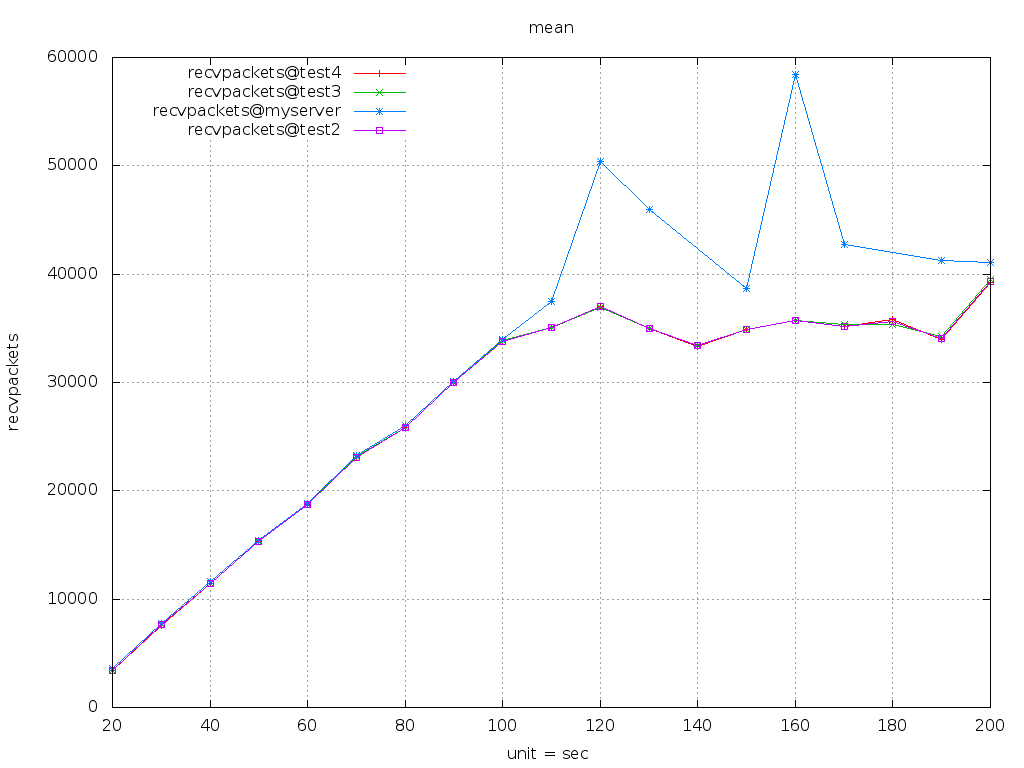 mean
60000
recvpackets@test4
recvpackets@test3
recvpackets@myserver
recvpackets@test2
50000
40000
30000
20000
10000
0
recvpackets
20 40 60 80 100 120 140 160 180 200
unit = sec